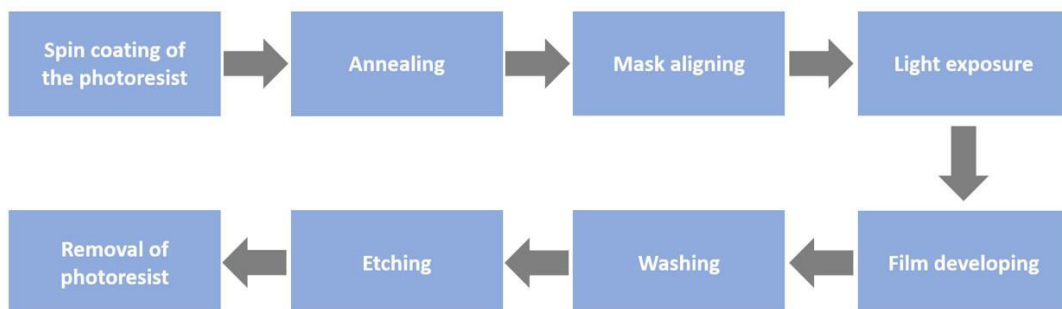 Spin coating of
the photoresist
Annealing
Mask aligning
Light exposure
Film developing
Washing
Etching
Removal of
photoresist